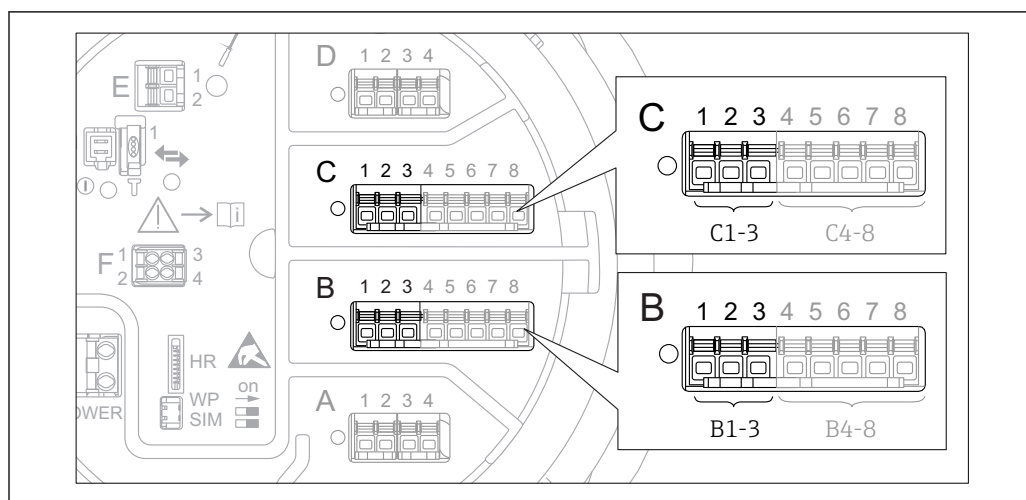 D 1 2 3 4
E 1
2
1
C 1 2 3 4 5 6 7 8
i
F 1 3
2 4
B 1 2 3 4 5 6 7 8
HR
WP on
SIM
OWER
A 1 2 3 4
C 1 2 3 4 5 6 7 8
C1-3 C4-8
B 1 2 3 4 5 6 7 8
B1-3 B4-8